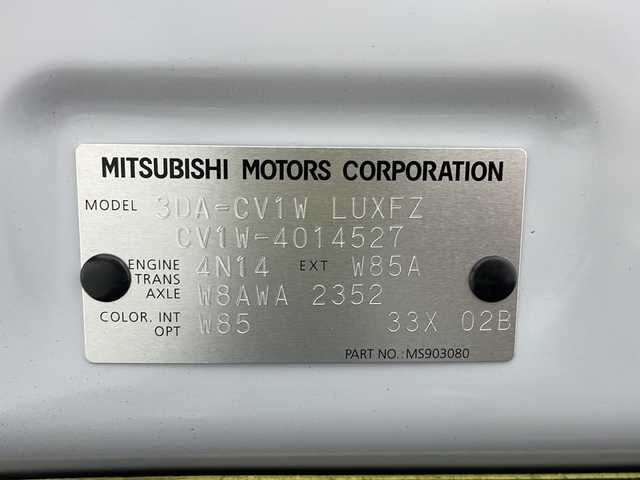 MITSUBISHI MOTORS CORPORATION
MODEL 3DA-CV1W LUXFZ
CV1W-4014527
ENGINE 4N14 EXT W85A
TRANS
AXLE W8AWA 2352
COLOR. INT W85 33X 02B
OPT
PART NO.:MS903080